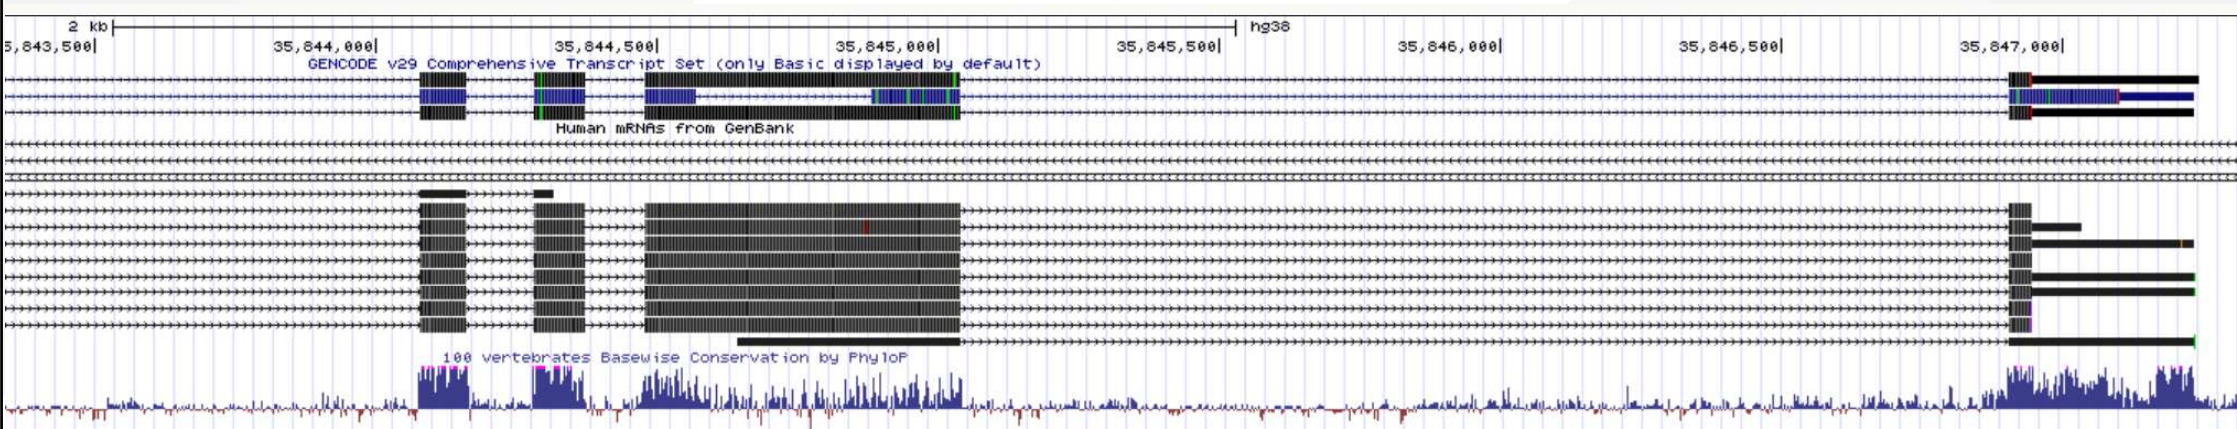 2 kb hg38
5,843,500| 35,844,000| 35,844,500| 35,845,000| 35,845,500| 35,846,000| 35,846,500| 35,847,000|
GENCODE v29 Comprehensive Transcript Set (only Basic displayed by default)
Human mRNAs from GenBank
100 vertebrates Basewise Conservation by PhyloP